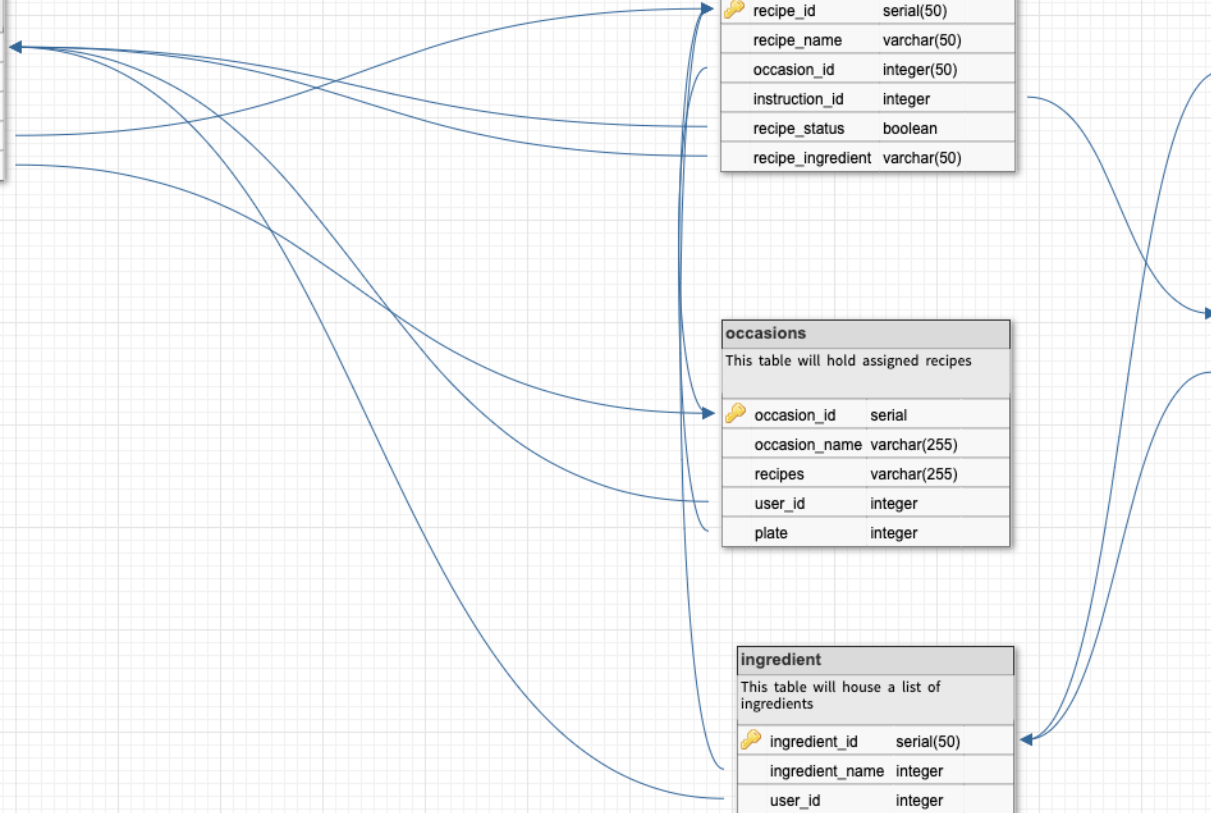 recipe_id serial(50)
recipe_name varchar(50)
occasion_id integer(50)
instruction_id integer
recipe_status boolean
recipe_ingredient varchar(50)
occasions
This table will hold assigned recipes
occasion_id serial
occasion_name varchar(255)
recipes varchar(255)
user_id integer
plate integer
ingredient
This table will house a list of
ingredients
ingredient_id serial(50)
ingredient_name integer
user_id integer